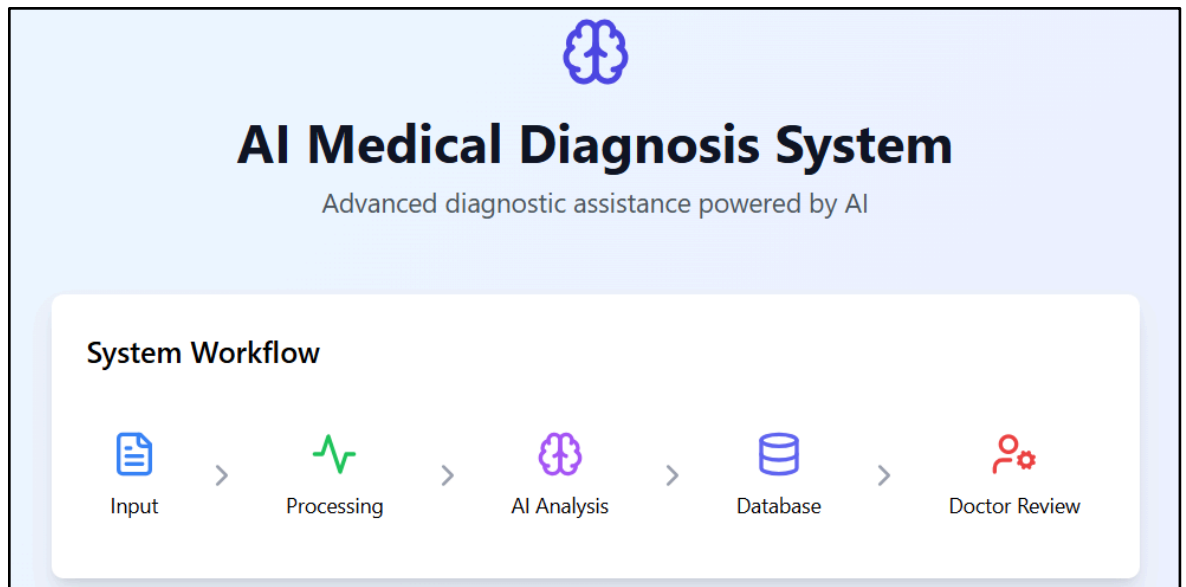 AI Medical Diagnosis System
Advanced diagnostic assistance powered by AI
System Workflow
Input
Processing
AI Analysis
Database
Doctor Review